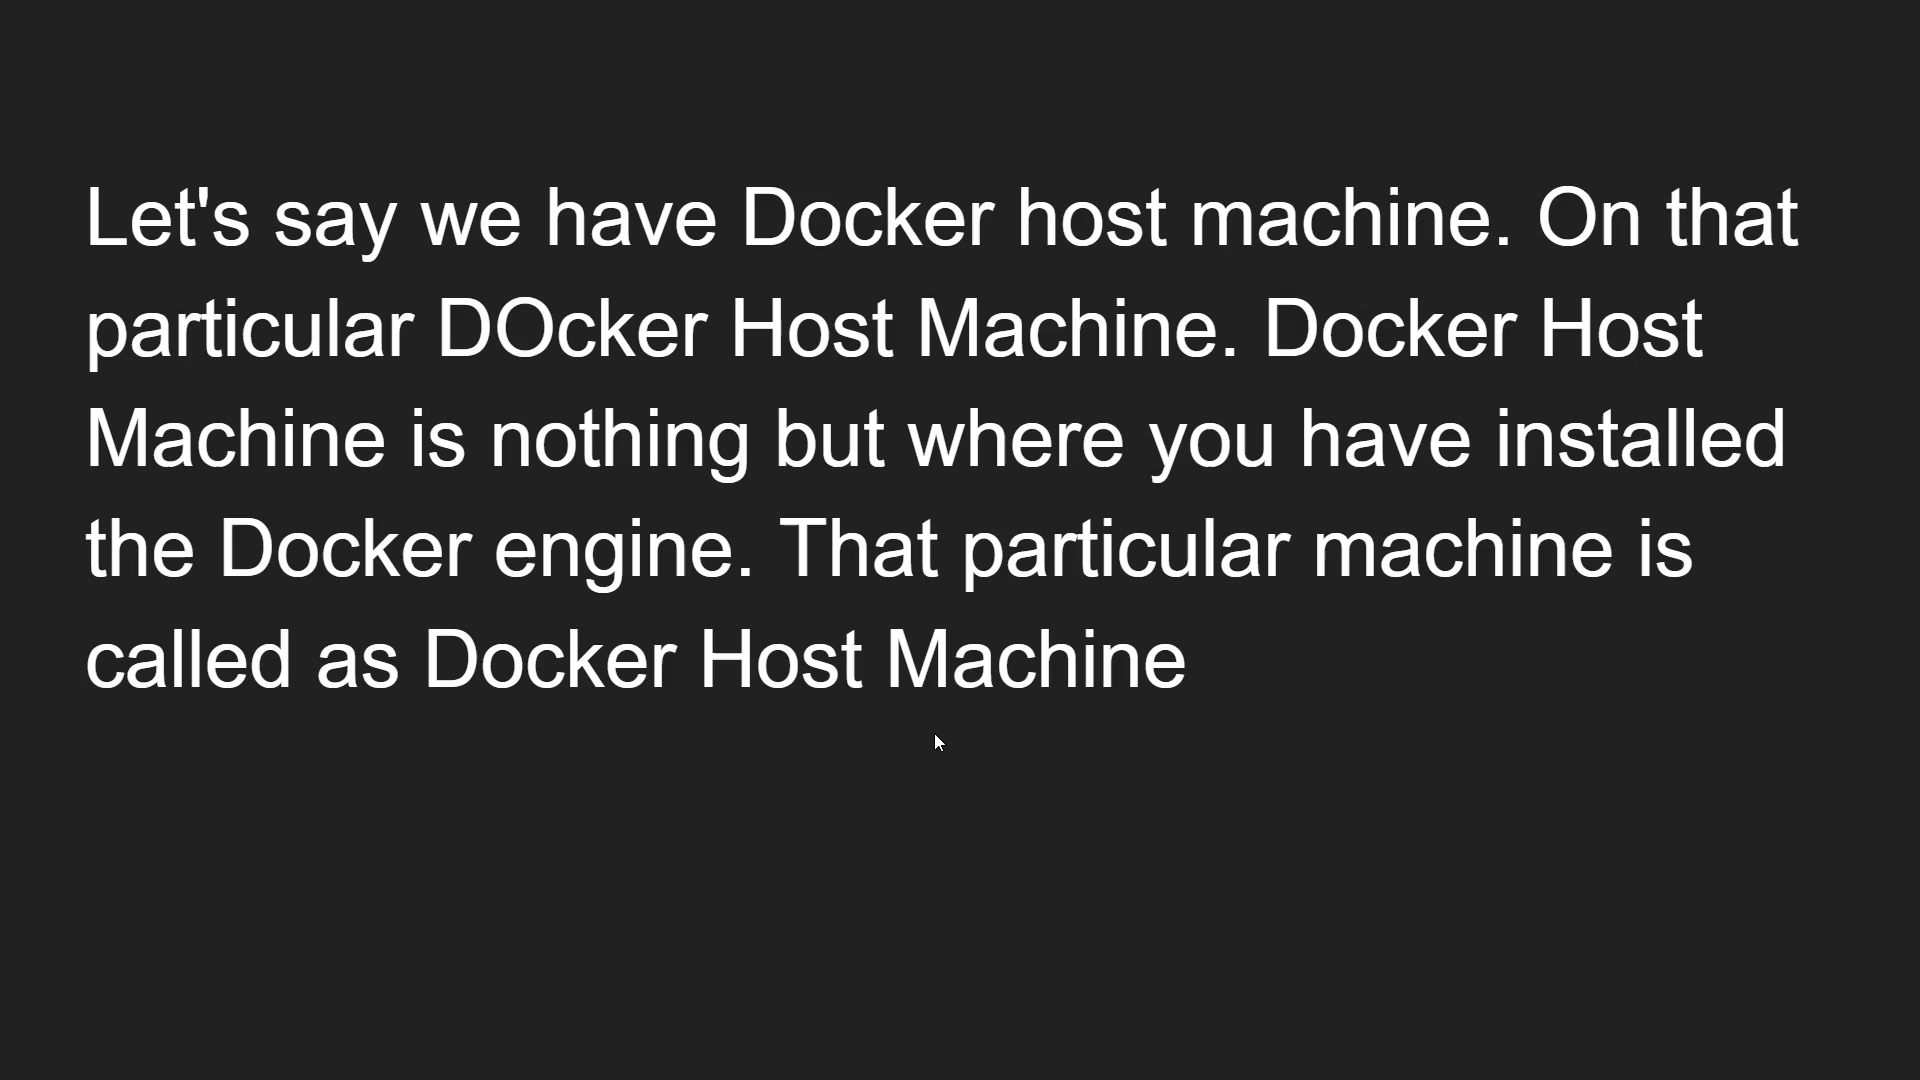 Let's say we have Docker host machine. On that
particular DOcker Host Machine. Docker Host
Machine is nothing but where you have installed
the Docker engine. That particular machine is
called as Docker Host Machine